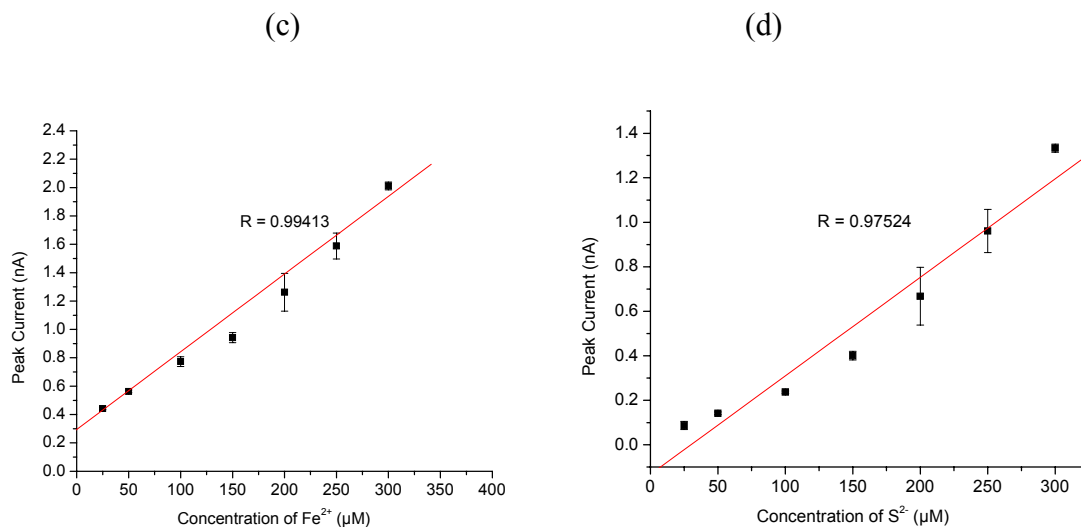 (c)
(d)
2.4
2.2
2.0
1.8
1.6
1.4
1.2
1.0
0.8
0.6
0.4
0.2
0.0
Peak Current (nA)
R = 0.99413
0 50 100 150 200 250 300 350 400
Concentration of Fe²⁺ (µM)
1.4
1.2
1.0
0.8
0.6
0.4
0.2
0.0
Peak Current (nA)
R = 0.97524
0 50 100 150 200 250 300
Concentration of S²⁻ (µM)